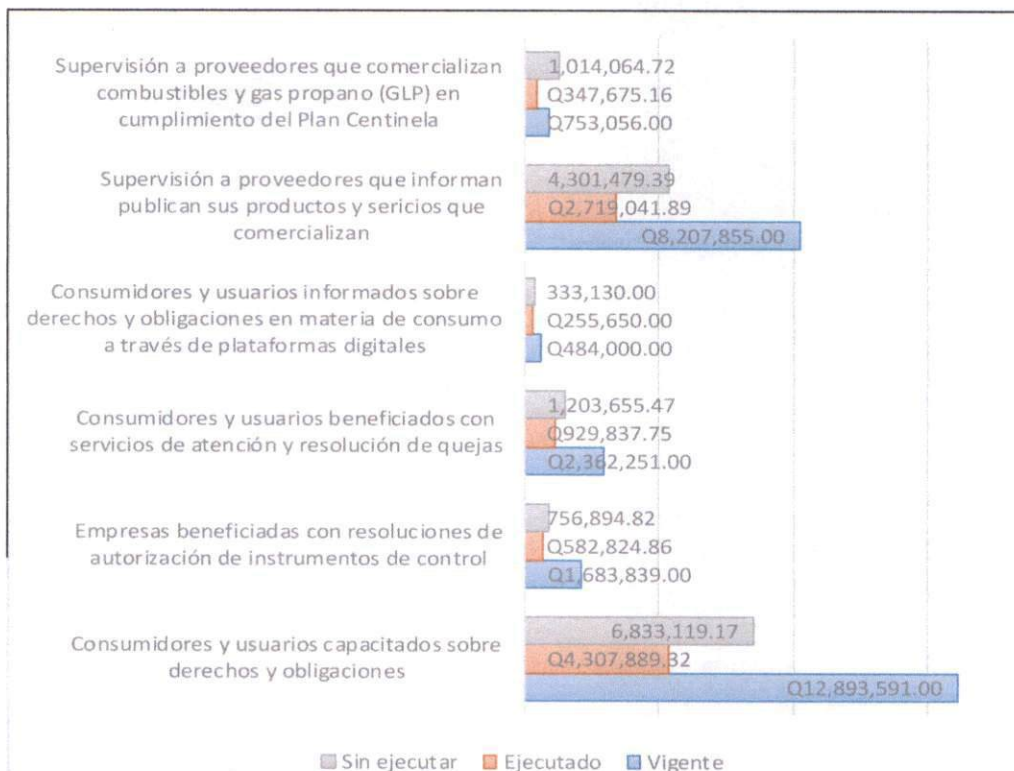 Supervisión a proveedores que comercializan
combustibles y gas propano (GLP) en
cumplimiento del Plan Centinela
1,014,064.72
Q347,675.16
Q753,056.00
Supervisión a proveedores que informan
publican sus productos y sericios que
comercializan
4,301,479.39
Q2,719,041.89
Q8,207,855.00
Consumidores y usuarios informados sobre
derechos y obligaciones en materia de consumo
a través de plataformas digitales
333,130.00
Q255,650.00
Q484,000.00
Consumidores y usuarios beneficiados con
servicios de atención y resolución de quejas
1,203,655.47
Q929,837.75
Q2,362,251.00
Empresas beneficiadas con resoluciones de
autorización de instrumentos de control
756,894.82
Q582,824.86
Q1,683,839.00
Consumidores y usuarios capacitados sobre
derechos y obligaciones
6,833,119.17
Q4,307,889.32
Q12,893,591.00
Sin ejecutar Ejecutado Vigente